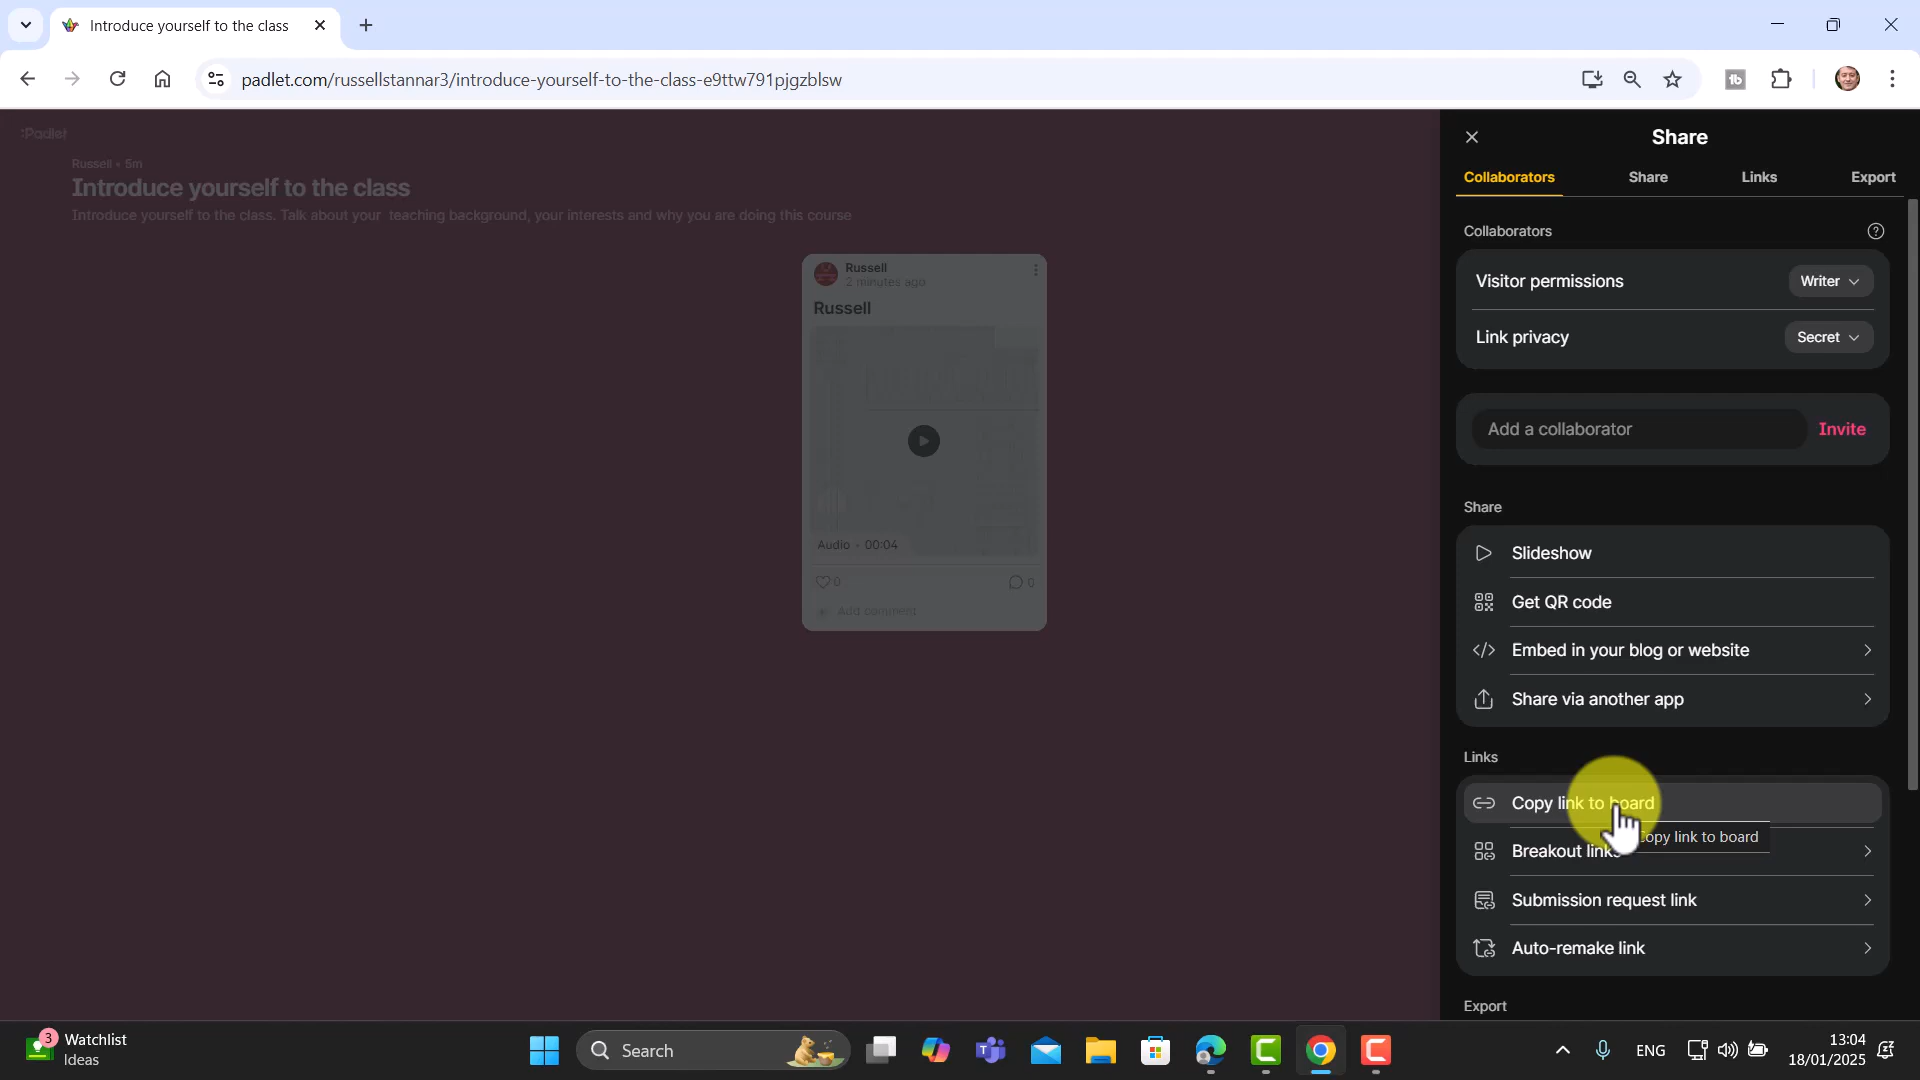 Introduce yourself to the class
padlet.com/russellstannar3/introduce-yourself-to-the-class-e9ttw791pjgzblsw
:Padlet
Russell • 5m
Introduce yourself to the class
Introduce yourself to the class. Talk about your teaching background, your interests and why you are doing this course
Russell
2 minutes ago
Russell
Audio • 00:04
0
0
Add comment
Share
Collaborators Share Links Export
Collaborators
Visitor permissions Writer
Link privacy Secret
Add a collaborator Invite
Share
Slideshow
Get QR code
Embed in your blog or website
Share via another app
Links
Copy link to board
Copy link to board
Breakout links
Submission request link
Auto-remake link
Export
3
Watchlist
Ideas
Search
ENG
13:04
18/01/2025